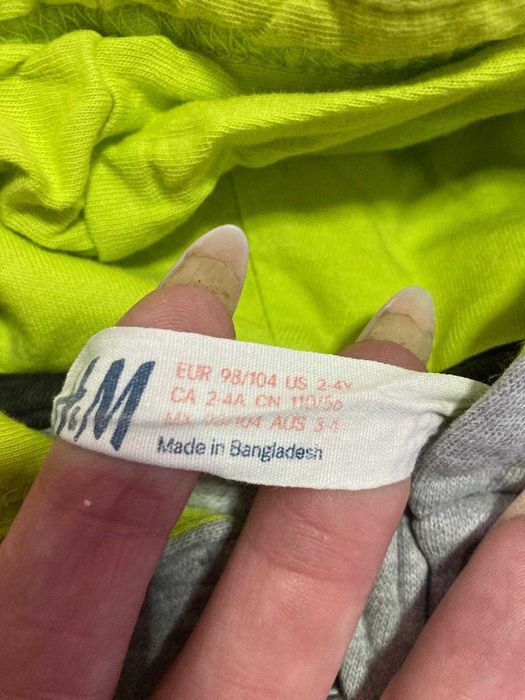 H&M
EUR 98/104 US 2-4Y
CA 2-4A CN 110/56
MX 98/104 AUS 3-4
Made in Bangladesh